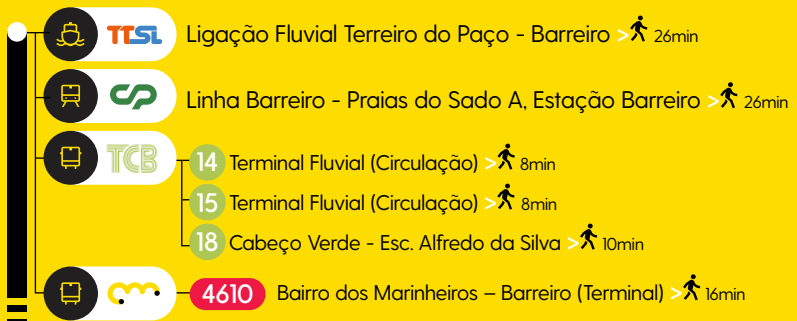 TTSL Ligação Fluvial Terreiro do Paço - Barreiro > 26min
CP Linha Barreiro - Praias do Sado A, Estação Barreiro > 26min
TCB 14 Terminal Fluvial (Circulação) > 8min
15 Terminal Fluvial (Circulação) > 8min
18 Cabeço Verde - Esc. Alfredo da Silva > 10min
4610 Bairro dos Marinheiros – Barreiro (Terminal) > 16min